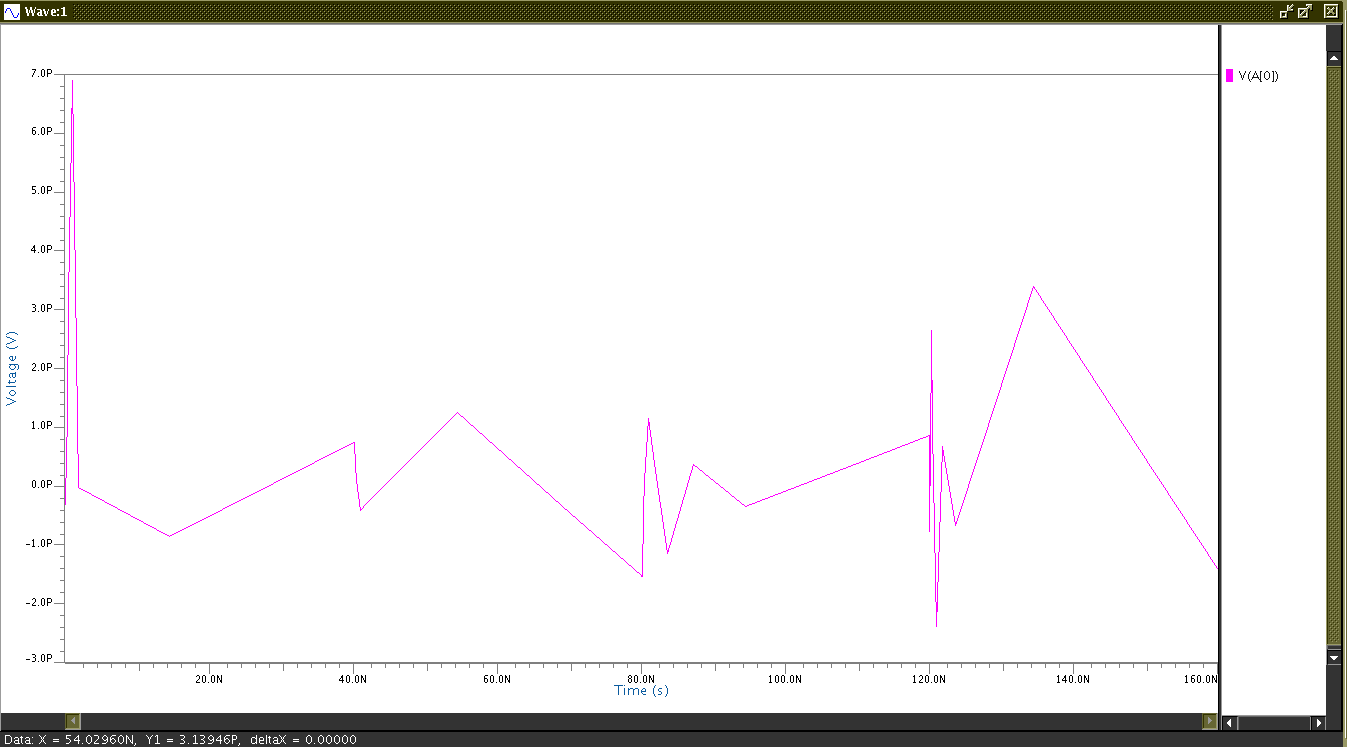 Wave:1
V(A[0])
7.0P
6.0P
5.0P
4.0P
3.0P
2.0P
1.0P
0.0P
-1.0P
-2.0P
-3.0P
Voltage (V)
20.0N 40.0N 60.0N 80.0N 100.0N 120.0N 140.0N 160.0N
Time (s)
Data: X = 54.02960N, Y1 = 3.13946P, deltaX = 0.00000